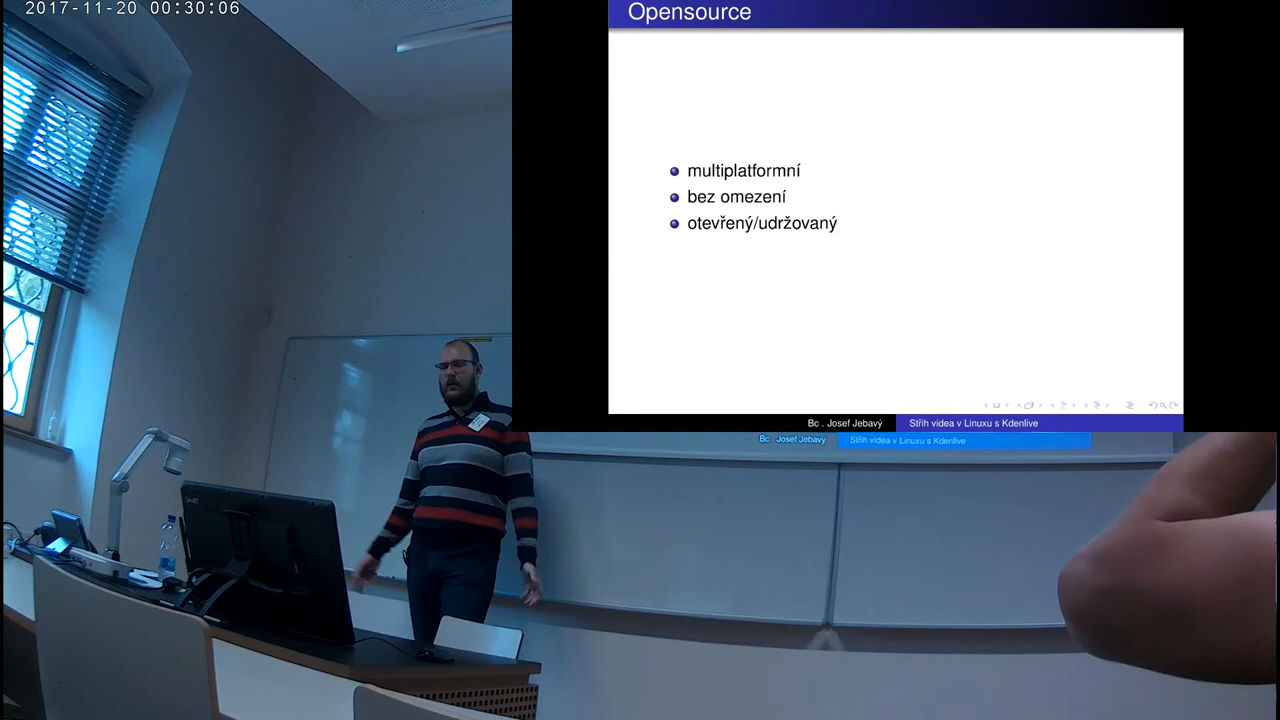 2017-11-20 00:30:06
Opensource
multiplatformní
bez omezení
otevřený/udržovaný
Bc . Josef Jebavý
Střih videa v Linuxu s Kdenlive
Bc . Josef Jebavý
Střih videa v Linuxu s Kdenlive